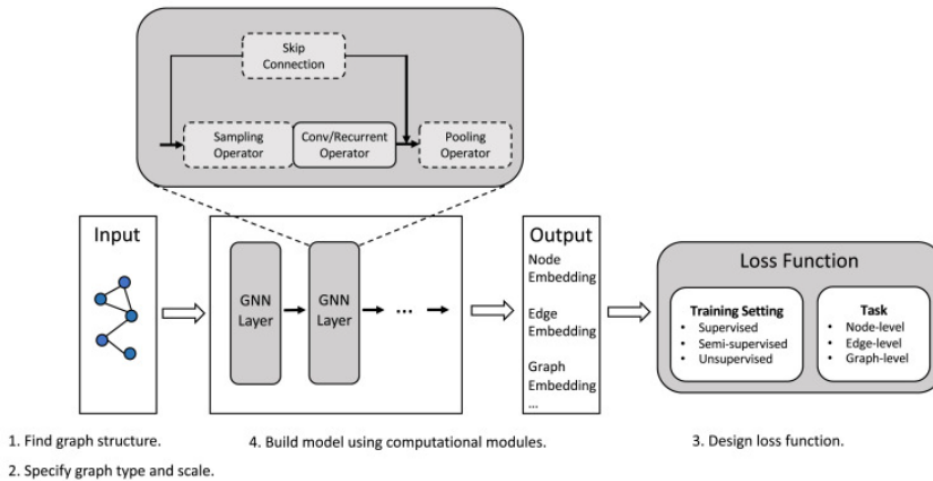 Skip
Connection
Sampling
Operator
Conv/Recurrent
Operator
Pooling
Operator
Input
GNN
Layer
GNN
Layer
...
Output
Node
Embedding
Edge
Embedding
Graph
Embedding
...
Loss Function
Training Setting
• Supervised
• Semi-supervised
• Unsupervised
Task
• Node-level
• Edge-level
• Graph-level
1. Find graph structure.
2. Specify graph type and scale.
4. Build model using computational modules.
3. Design loss function.